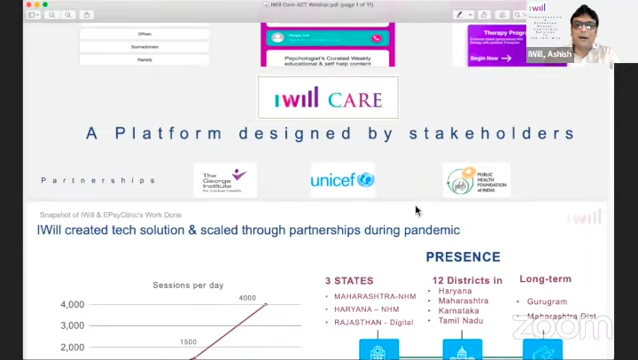 IWill Care-ACT Webinar.pdf (page 1 of 11)
Often
Sometimes
Rarely
Psychologist's Curated Weekly
educational & self help content
Therapy Progr
Begin Now
IWill, Ashish
iwill CARE
A Platform designed by stakeholders
Partnerships
The George Institute
for Global Health
unicef
phfi
PUBLIC
HEALTH
FOUNDATION
OF INDIA
Snapshot of IWill & EPsyClinic's Work Done
iwill
IWill created tech solution & scaled through partnerships during pandemic
Sessions per day
4000
4,000
3,000
1500
2,000
PRESENCE
3 STATES
MAHARASHTRA-NHM
HARYANA – NHM
RAJASTHAN - Digital
12 Districts in
Haryana
Maharashtra
Karnataka
Tamil Nadu
Long-term
Gurugram
Maharashtra Dist.
zoom